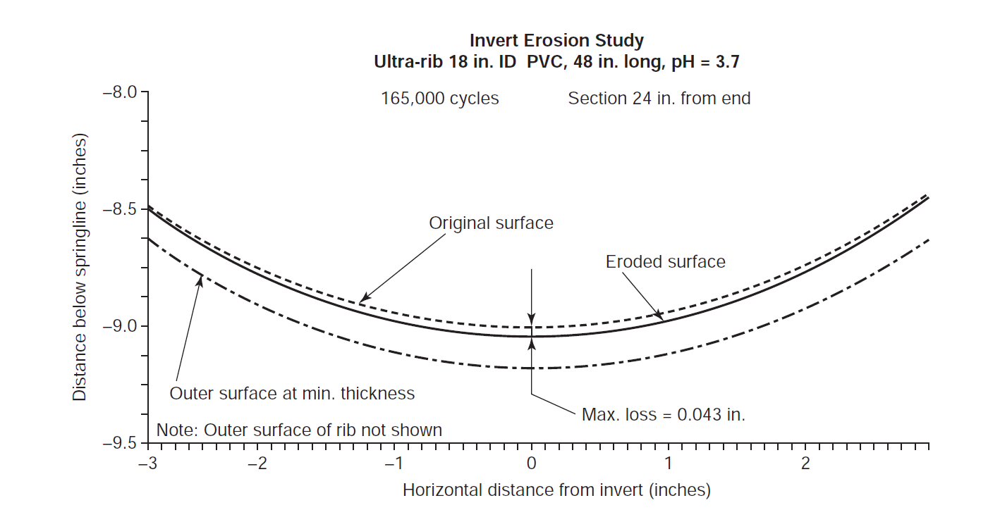 Invert Erosion Study
Ultra-rib 18 in. ID PVC, 48 in. long, pH = 3.7
165,000 cycles
Section 24 in. from end
Distance below springline (inches)
–8.0
–8.5
–9.0
–9.5
Original surface
Eroded surface
Outer surface at min. thickness
Max. loss = 0.043 in.
Note: Outer surface of rib not shown
–3
–2
–1
0
1
2
Horizontal distance from invert (inches)